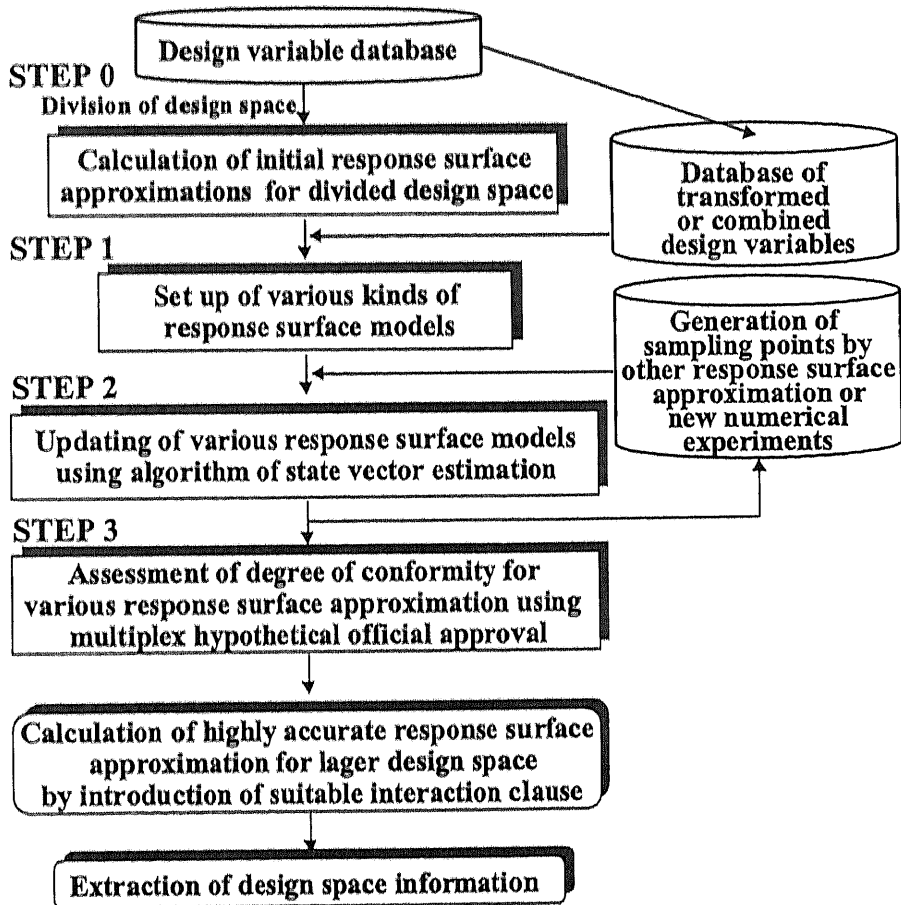 Design variable database
STEP 0
Division of design space
Calculation of initial response surface
approximations for divided design space
Database of
transformed
or combined
design variables
STEP 1
Set up of various kinds of
response surface models
Generation of
sampling points by
other response surface
approximation or
new numerical
experiments
STEP 2
Updating of various response surface models
using algorithm of state vector estimation
STEP 3
Assessment of degree of conformity for
various response surface approximation using
multiplex hypothetical official approval
Calculation of highly accurate response surface
approximation for lager design space
by introduction of suitable interaction clause
Extraction of design space information